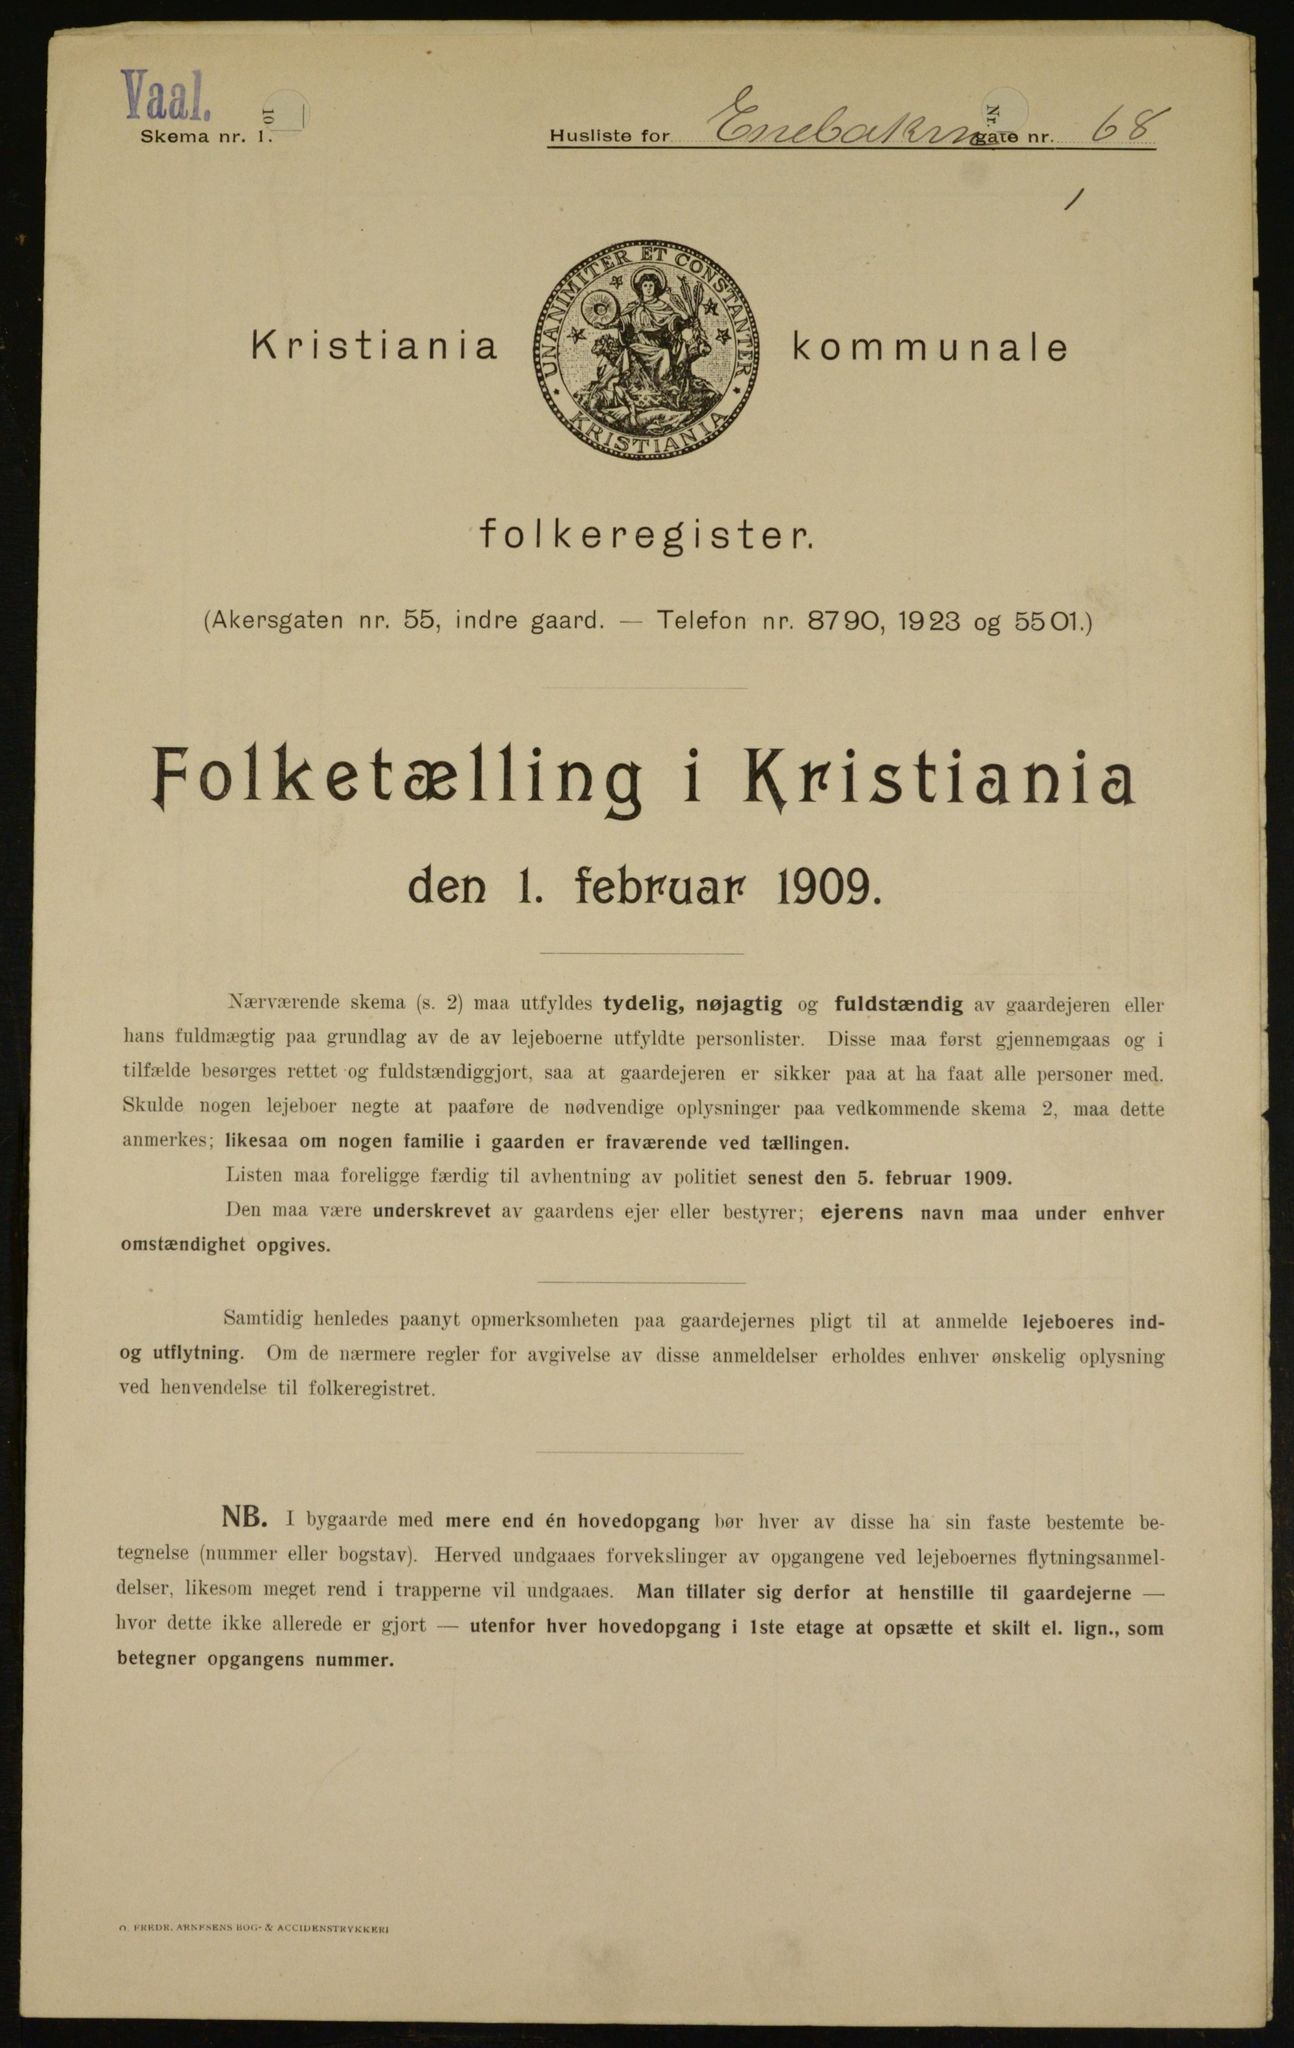 Vaal.
10
Skema nr. 1.
Husliste for Enebakkvn gate nr. 68
Nr.
1
UNANIMITER ET CONSTANTER
KRISTIANIA
Kristiania kommunale
folkeregister.
(Akersgaten nr. 55, indre gaard. — Telefon nr. 8790, 1923 og 5501.)
Folketælling i Kristiania
den 1. februar 1909.
Nærværende skema (s. 2) maa utfyldes tydelig, nøjagtig og fuldstændig av gaardejeren eller
hans fuldmægtig paa grundlag av de av lejeboerne utfyldte personlister. Disse maa først gjennemgaas og i
tilfælde besørges rettet og fuldstændiggjort, saa at gaardejeren er sikker paa at ha faat alle personer med.
Skulde nogen lejeboer negte at paaføre de nødvendige oplysninger paa vedkommende skema 2, maa dette
anmerkes; likesaa om nogen familie i gaarden er fraværende ved tællingen.
Listen maa foreligge færdig til avhentning av politiet senest den 5. februar 1909.
Den maa være underskrevet av gaardens ejer eller bestyrer; ejerens navn maa under enhver
omstændighet opgives.
Samtidig henledes paanyt opmerksomheten paa gaardejernes pligt til at anmelde lejeboeres ind-
og utflytning. Om de nærmere regler for avgivelse av disse anmeldelser erholdes enhver ønskelig oplysning
ved henvendelse til folkeregistret.
NB. I bygaarde med mere end én hovedopgang bør hver av disse ha sin faste bestemte be-
tegnelse (nummer eller bogstav). Herved undgaaes forvekslinger av opgangene ved lejeboernes flytningsanmel-
delser, likesom meget rend i trapperne vil undgaaes. Man tillater sig derfor at henstille til gaardejerne —
hvor dette ikke allerede er gjort — utenfor hver hovedopgang i 1ste etage at opsætte et skilt el. lign., som
betegner opgangens nummer.
O. FREDR. ARNESENS BOG- & ACCIDENSTRYKKERI